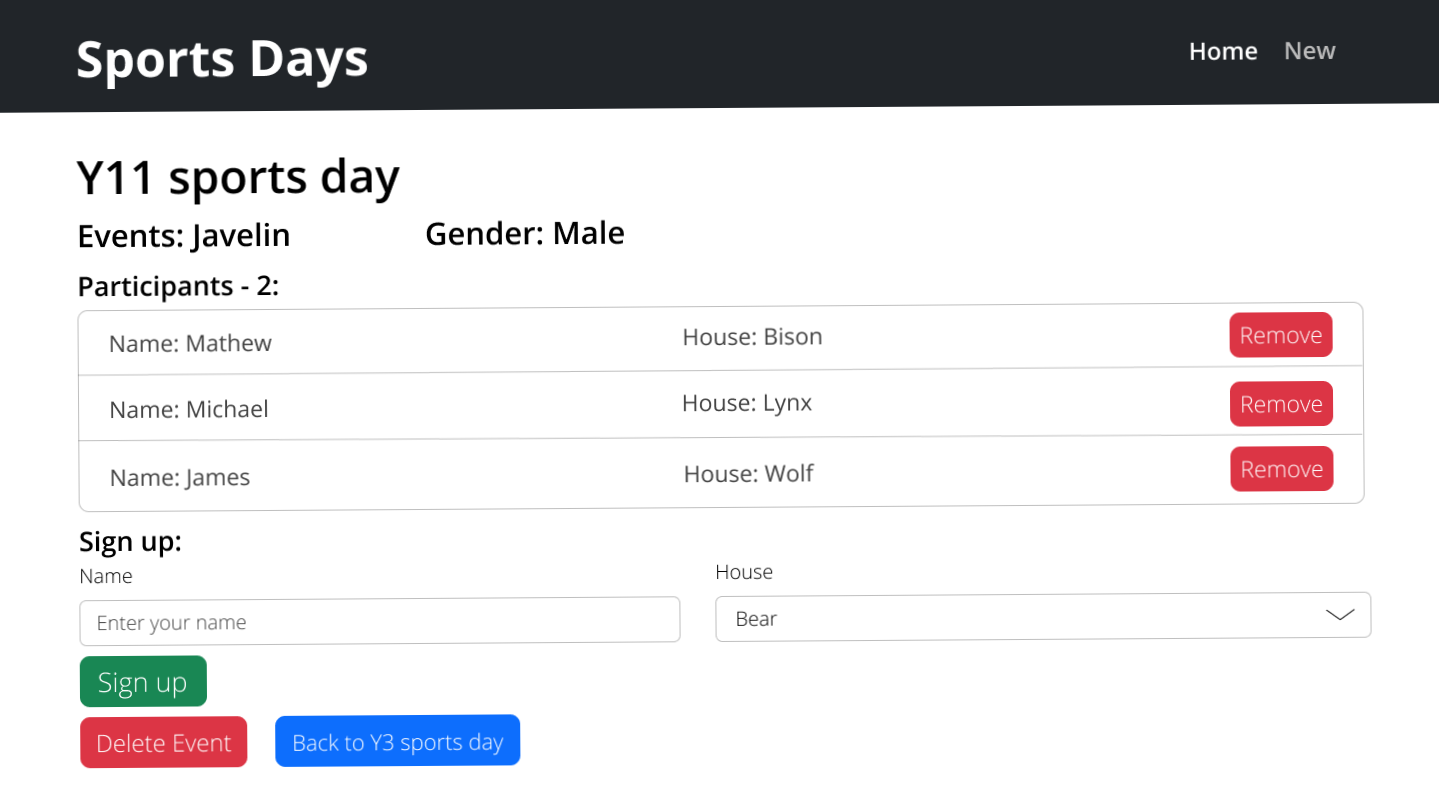 Sports Days Home New
Y11 sports day
Events: Javelin Gender: Male
Participants - 2:
Name: Mathew House: Bison Remove
Name: Michael House: Lynx Remove
Name: James House: Wolf Remove
Sign up:
Name House
Enter your name Bear
Sign up
Delete Event Back to Y3 sports day